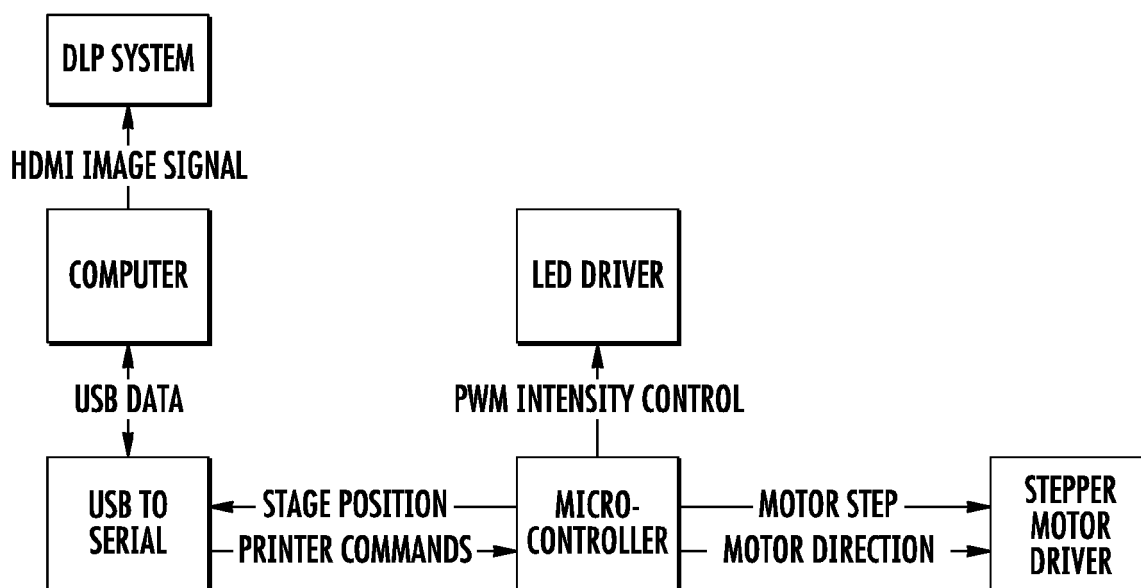 DLP SYSTEM
HDMI IMAGE SIGNAL
COMPUTER
LED DRIVER
USB DATA
PWM INTENSITY CONTROL
USB TO
SERIAL
STAGE POSITION
PRINTER COMMANDS
MICRO-
CONTROLLER
MOTOR STEP
MOTOR DIRECTION
STEPPER
MOTOR
DRIVER